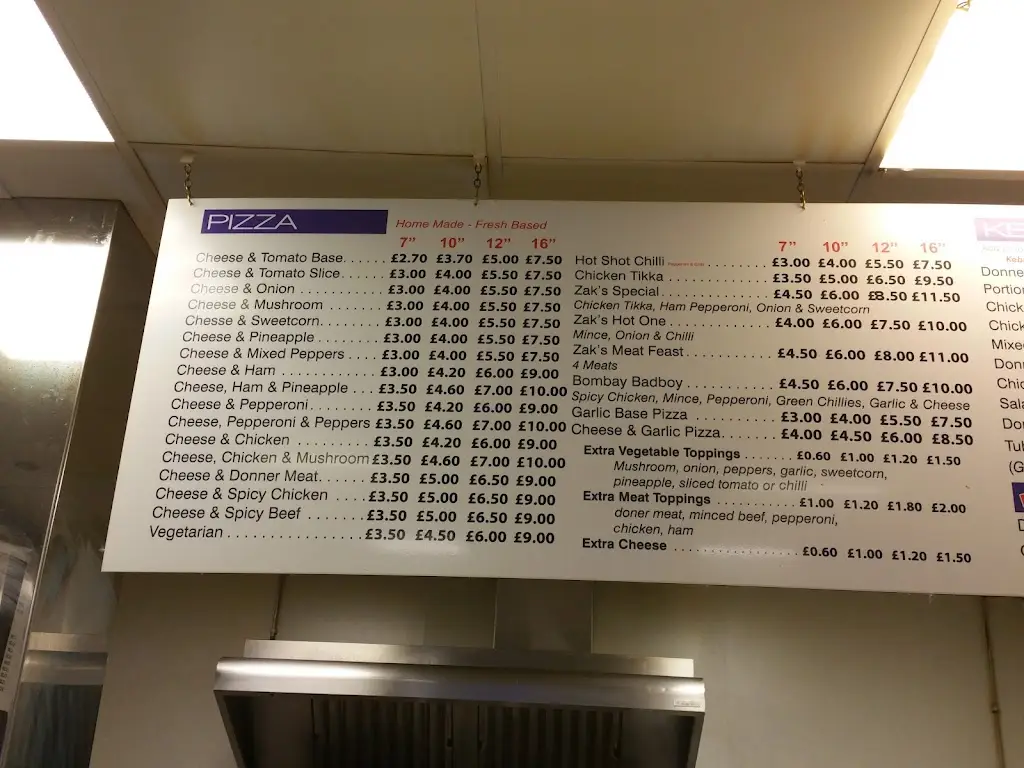 PIZZA Home Made - Fresh Based
7" 10" 12" 16"
Cheese & Tomato Base...... £2.70 £3.70 £5.00 £7.50
Cheese & Tomato Slice...... £3.00 £4.00 £5.50 £7.50
Cheese & Onion ............ £3.00 £4.00 £5.50 £7.50
Cheese & Mushroom ........ £3.00 £4.00 £5.50 £7.50
Chesse & Sweetcorn........ £3.00 £4.00 £5.50 £7.50
Cheese & Pineapple ......... £3.00 £4.00 £5.50 £7.50
Cheese & Mixed Peppers .... £3.00 £4.00 £5.50 £7.50
Cheese & Ham ............. £3.00 £4.20 £6.00 £9.00
Cheese, Ham & Pineapple ... £3.50 £4.60 £7.00 £10.00
Cheese & Pepperoni......... £3.50 £4.20 £6.00 £9.00
Cheese, Pepperoni & Peppers £3.50 £4.60 £7.00 £10.00
Cheese & Chicken .......... £3.50 £4.20 £6.00 £9.00
Cheese, Chicken & Mushroom £3.50 £4.60 £7.00 £10.00
Cheese & Donner Meat...... £3.50 £5.00 £6.50 £9.00
Cheese & Spicy Chicken .... £3.50 £5.00 £6.50 £9.00
Cheese & Spicy Beef ....... £3.50 £5.00 £6.50 £9.00
Vegetarian ................ £3.50 £4.50 £6.00 £9.00
7" 10" 12" 16"
Hot Shot Chilli ........ £3.00 £4.00 £5.50 £7.50
Chicken Tikka ............. £3.50 £5.00 £6.50 £9.50
Zak's Special.............. £4.50 £6.00 £8.50 £11.50
Chicken Tikka, Ham Pepperoni, Onion & Sweetcorn
Zak's Hot One ............ £4.00 £6.00 £7.50 £10.00
Mince, Onion & Chilli
Zak's Meat Feast........... £4.50 £6.00 £8.00 £11.00
4 Meats
Bombay Badboy ........... £4.50 £6.00 £7.50 £10.00
Spicy Chicken, Mince, Pepperoni, Green Chillies, Garlic & Cheese
Garlic Base Pizza .......... £3.00 £4.00 £5.50 £7.50
Cheese & Garlic Pizza....... £4.00 £4.50 £6.00 £8.50
Extra Vegetable Toppings ....... £0.60 £1.00 £1.20 £1.50
Mushroom, onion, peppers, garlic, sweetcorn,
pineapple, sliced tomato or chilli
Extra Meat Toppings ........... £1.00 £1.20 £1.80 £2.00
doner meat, minced beef, pepperoni,
chicken, ham
Extra Cheese ................. £0.60 £1.00 £1.20 £1.50
KE
Donne
Portion
Chick
Chick
Mixe
Don
Chi
Sala
Do
Tu
(G